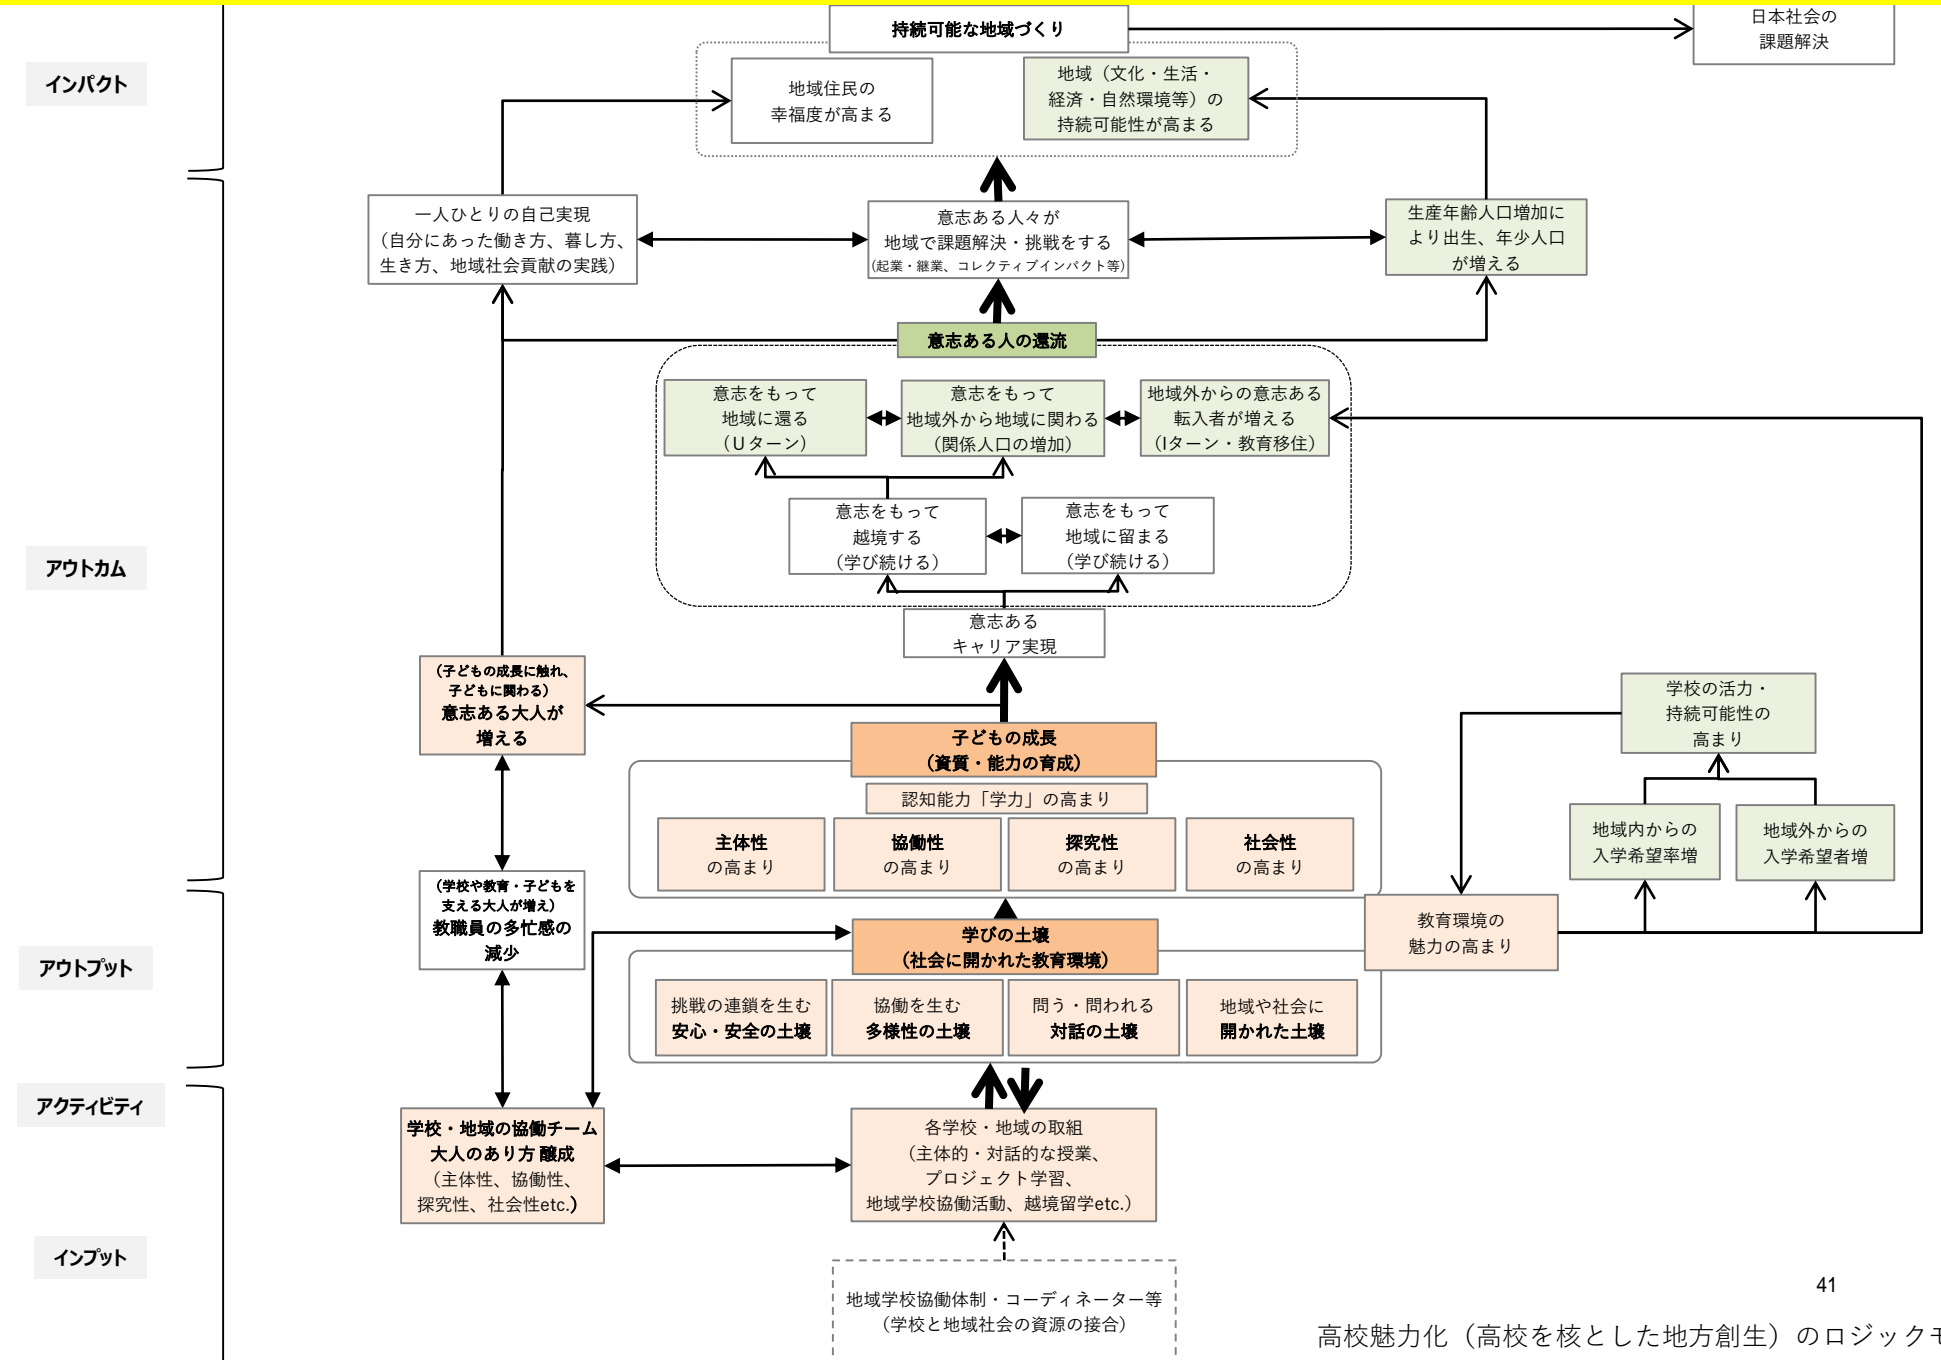 持続可能な地域づくり
日本社会の
課題解決
インパクト
地域住民の
幸福度が高まる
地域（文化・生活・
経済・自然環境等）の
持続可能性が高まる
一人ひとりの自己実現
（自分にあった働き方、暮し方、
生き方、地域社会貢献の実践）
意志ある人々が
地域で課題解決・挑戦をする
(起業・継業、コレクティブインパクト等)
生産年齢人口増加に
より出生、年少人口
が増える
意志ある人の還流
意志をもって
地域に還る
（Uターン）
意志をもって
地域外から地域に関わる
（関係人口の増加）
地域外からの意志ある
転入者が増える
（Iターン・教育移住）
意志をもって
越境する
（学び続ける）
意志をもって
地域に留まる
（学び続ける）
アウトカム
意志ある
キャリア実現
（子どもの成長に触れ、
子どもに関わる）
意志ある大人が
増える
学校の活力・
持続可能性の
高まり
子どもの成長
（資質・能力の育成）
認知能力「学力」の高まり
主体性
の高まり
協働性
の高まり
探究性
の高まり
社会性
の高まり
地域内からの
入学希望率増
地域外からの
入学希望者増
（学校や教育・子どもを
支える大人が増え）
教職員の多忙感の
減少
教育環境の
魅力の高まり
アウトプット
学びの土壌
（社会に開かれた教育環境）
挑戦の連鎖を生む
安心・安全の土壌
協働を生む
多様性の土壌
問う・問われる
対話の土壌
地域や社会に
開かれた土壌
アクティビティ
学校・地域の協働チーム
大人のあり方 醸成
（主体性、協働性、
探究性、社会性etc.）
各学校・地域の取組
（主体的・対話的な授業、
プロジェクト学習、
地域学校協働活動、越境留学etc.）
インプット
地域学校協働体制・コーディネーター等
（学校と地域社会の資源の接合）
41
高校魅力化（高校を核とした地方創生）のロジック